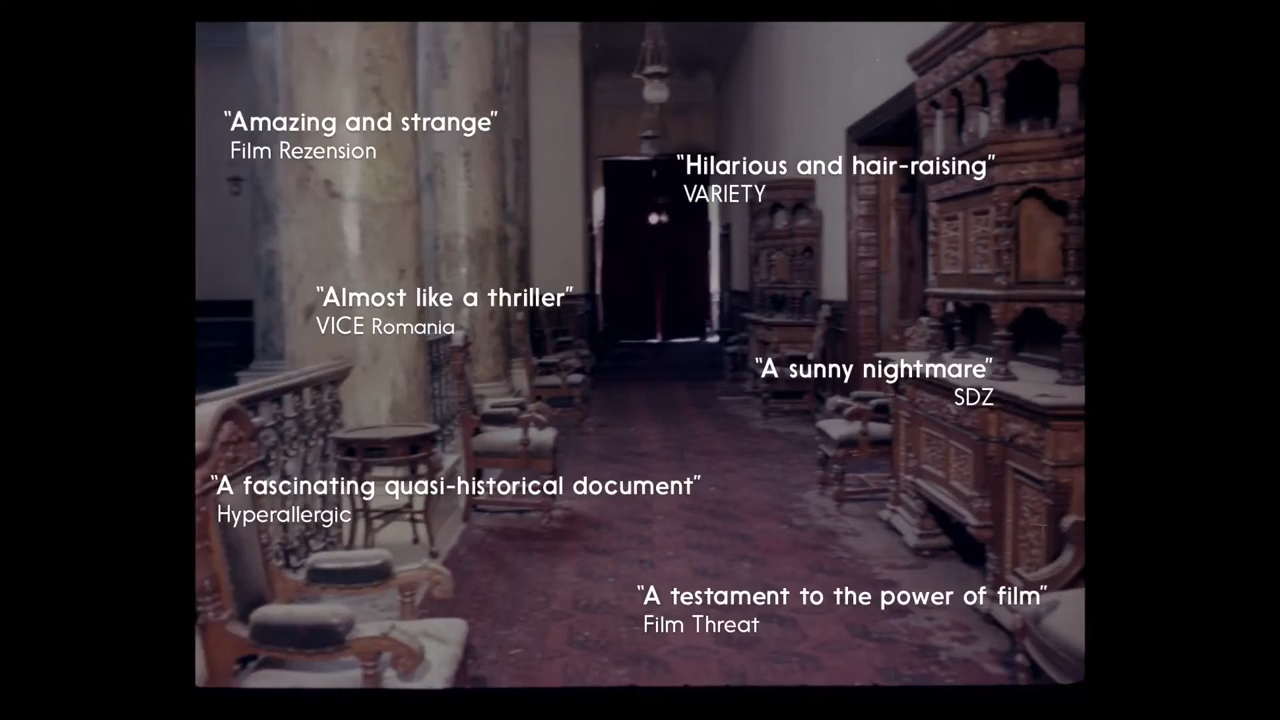 “Amazing and strange”
Film Rezension
“Hilarious and hair-raising”
VARIETY
“Almost like a thriller”
VICE Romania
“A sunny nightmare”
SDZ
“A fascinating quasi-historical document”
Hyperallergic
“A testament to the power of film”
Film Threat